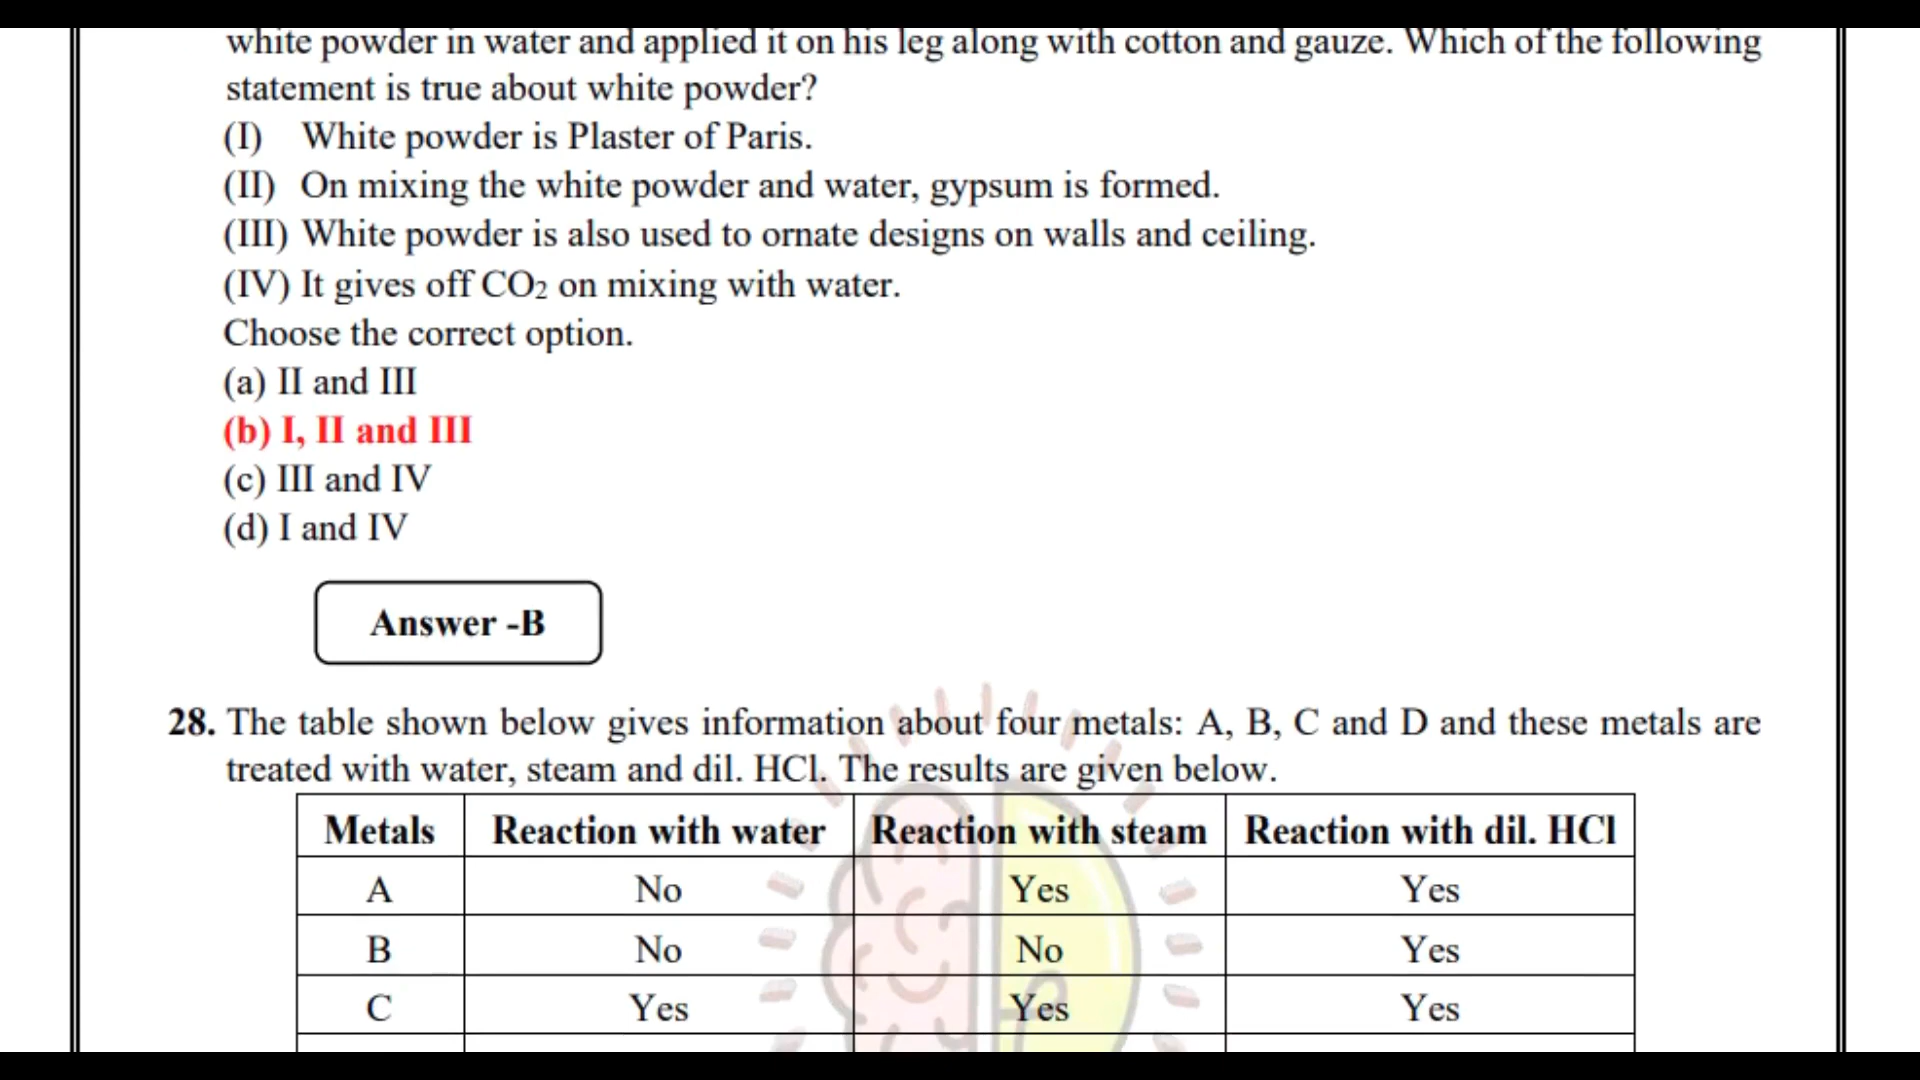 white powder in water and applied it on his leg along with cotton and gauze. Which of the following
statement is true about white powder?
(I) White powder is Plaster of Paris.
(II) On mixing the white powder and water, gypsum is formed.
(III) White powder is also used to ornate designs on walls and ceiling.
(IV) It gives off CO₂ on mixing with water.
Choose the correct option.
(a) II and III
(b) I, II and III
(c) III and IV
(d) I and IV
Answer -B
28. The table shown below gives information about four metals: A, B, C and D and these metals are
treated with water, steam and dil. HCl. The results are given below.
Metals Reaction with water Reaction with steam Reaction with dil. HCl
A No Yes Yes
B No No Yes
C Yes Yes Yes